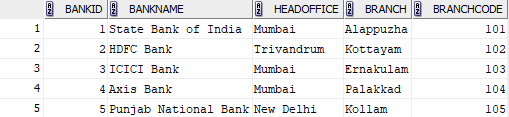 BANKID BANKNAME HEADOFFICE BRANCH BRANCHCODE
1 1 State Bank of India Mumbai Alappuzha 101
2 2 HDFC Bank Trivandrum Kottayam 102
3 3 ICICI Bank Mumbai Ernakulam 103
4 4 Axis Bank Mumbai Palakkad 104
5 5 Punjab National Bank New Delhi Kollam 105